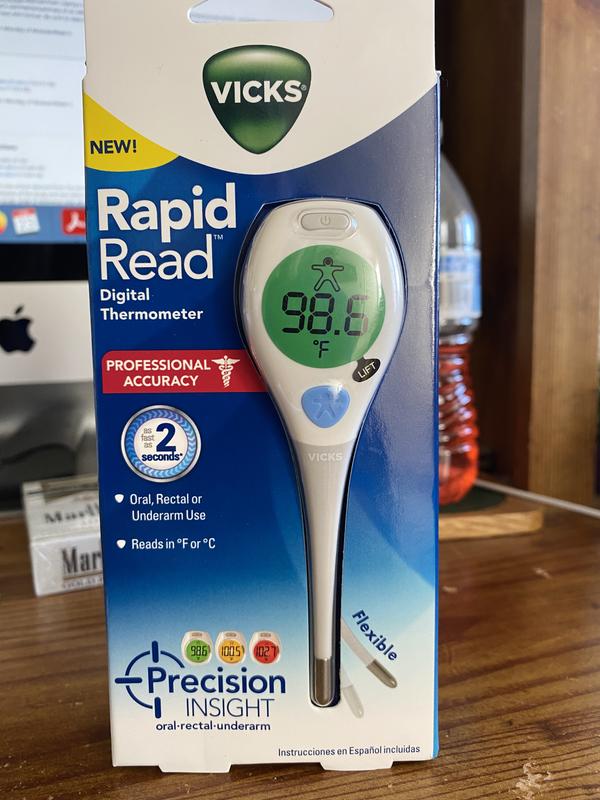 VICKS®
NEW!
Rapid
Read™
Digital
Thermometer
98.6
°F
LIFT
PROFESSIONAL
ACCURACY
as
fast
as
2
seconds*
VICKS
Oral, Rectal or
Underarm Use
Reads in °F or °C
Flexible
98.6
100.5
102.7
Precision
INSIGHT
oral·rectal·underarm
Instrucciones en Español incluidas
Marl
Mar